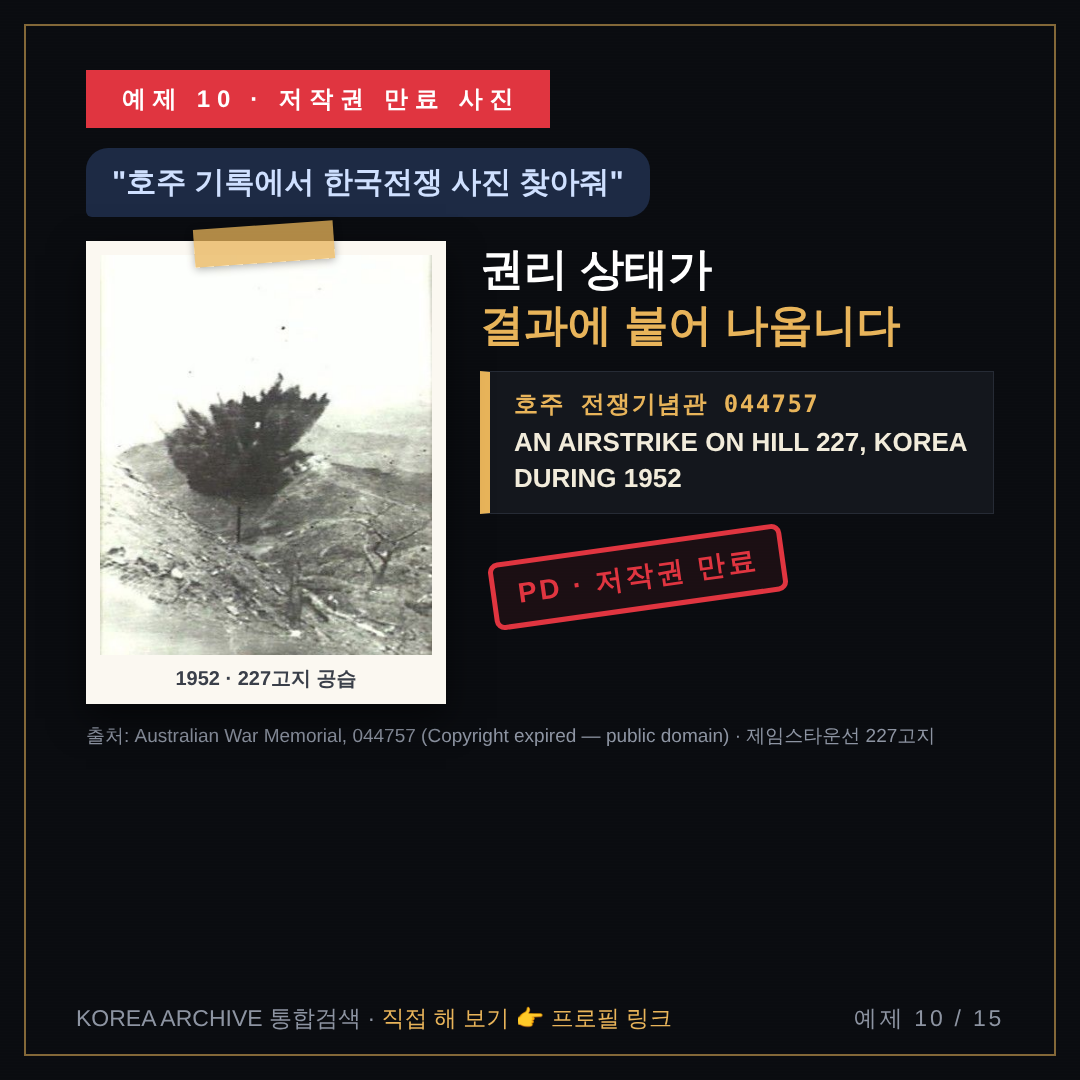 예제 10 · 저작권 만료 사진
"호주 기록에서 한국전쟁 사진 찾아줘"
권리 상태가
결과에 붙어 나옵니다
호주 전쟁기념관 044757
AN AIRSTRIKE ON HILL 227, KOREA
DURING 1952
PD · 저작권 만료
1952 · 227고지 공습
출처: Australian War Memorial, 044757 (Copyright expired — public domain) · 제임스타운선 227고지
KOREA ARCHIVE 통합검색 · 직접 해 보기 👉 프로필 링크
예제 10 / 15